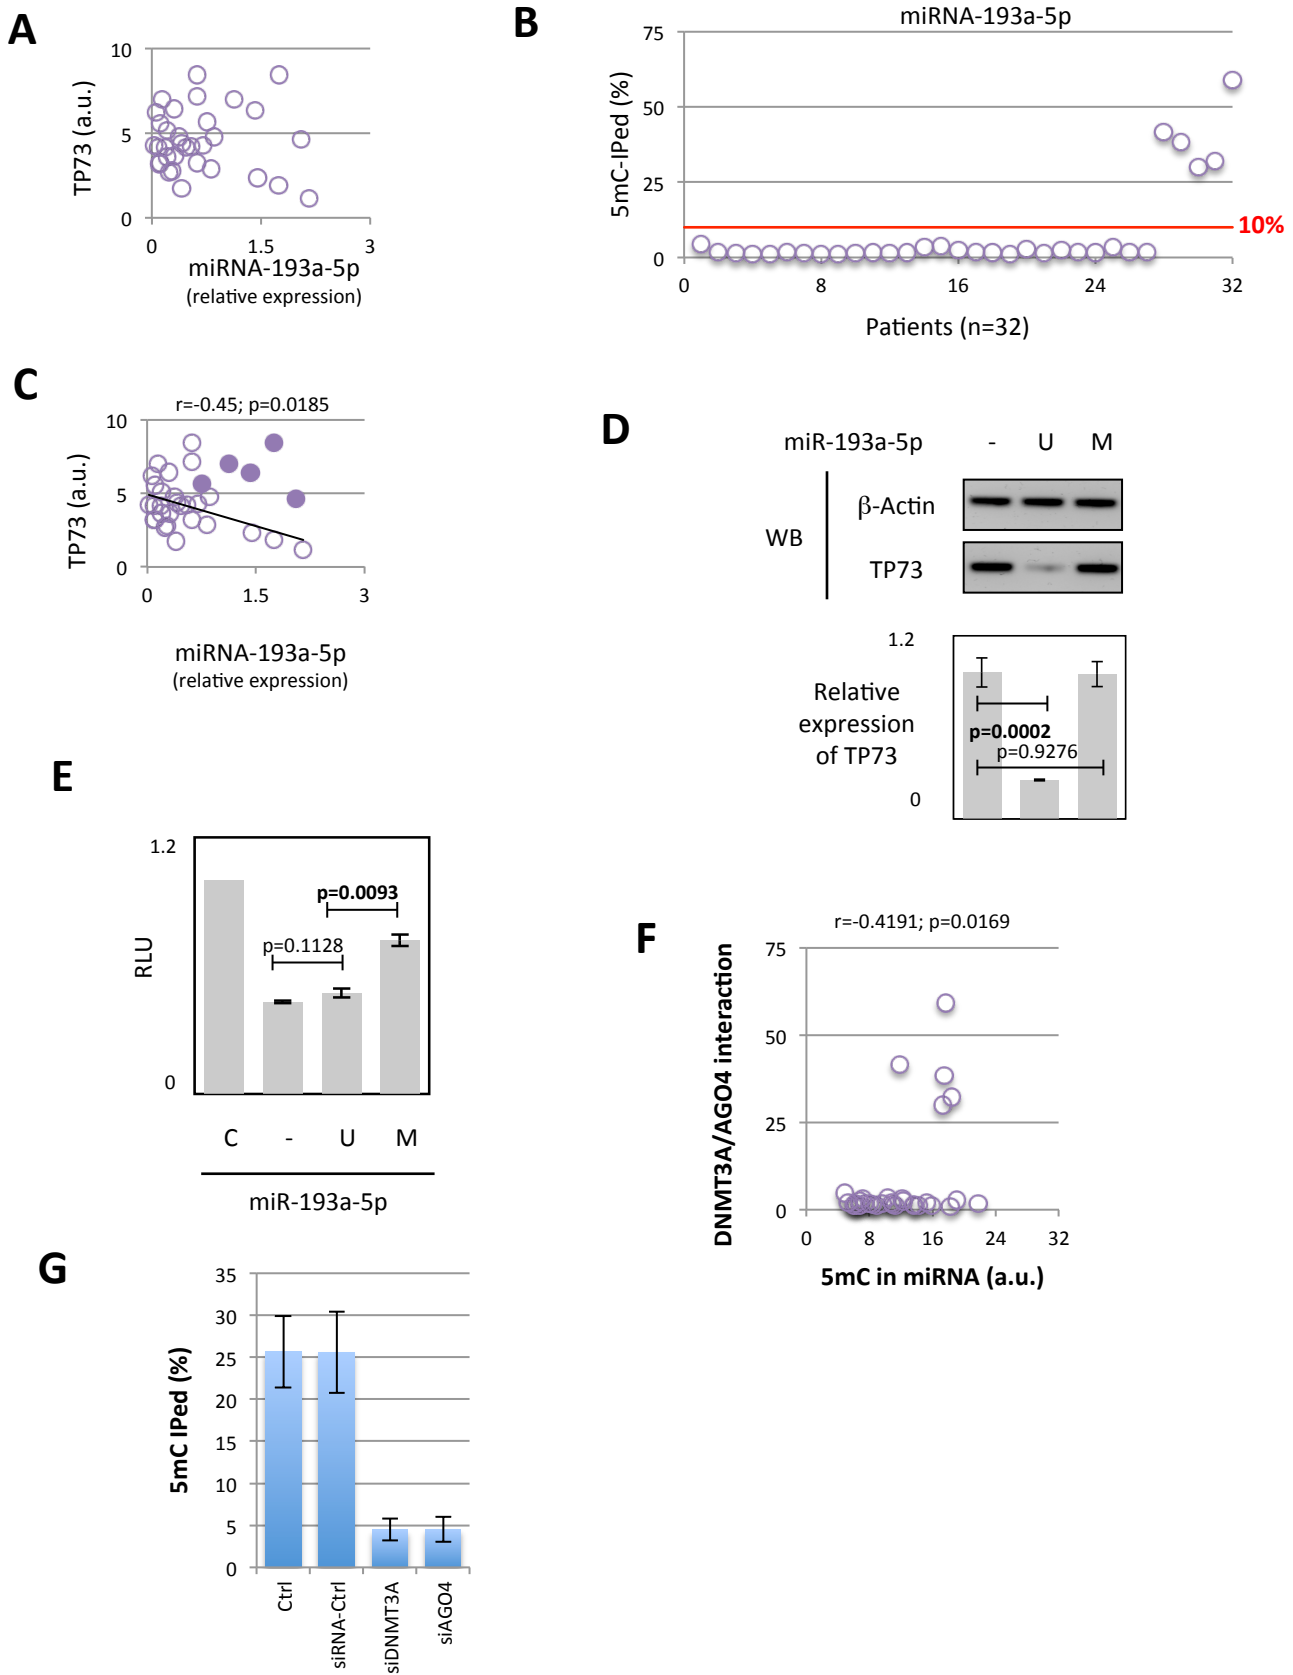 A
10
5
0
TP73 (a.u.)
0 1.5 3
miRNA-193a-5p
(relative expression)
B
miRNA-193a-5p
75
50
25
0
5mC-IPed (%)
10%
0 8 16 24 32
Patients (n=32)
C
r=-0.45; p=0.0185
10
5
0
TP73 (a.u.)
0 1.5 3
miRNA-193a-5p
(relative expression)
D
miR-193a-5p - U M
WB
β-Actin
TP73
1.2
Relative
expression
of TP73
0
p=0.0002
p=0.9276
E
1.2
RLU
0
p=0.0093
p=0.1128
C - U M
miR-193a-5p
F
r=-0.4191; p=0.0169
75
50
25
0
DNMT3A/AGO4 interaction
0 8 16 24 32
5mC in miRNA (a.u.)
G
35
30
25
20
15
10
5
0
5mC IPed (%)
Ctrl
siRNA-Ctrl
siDNMT3A
siAGO4